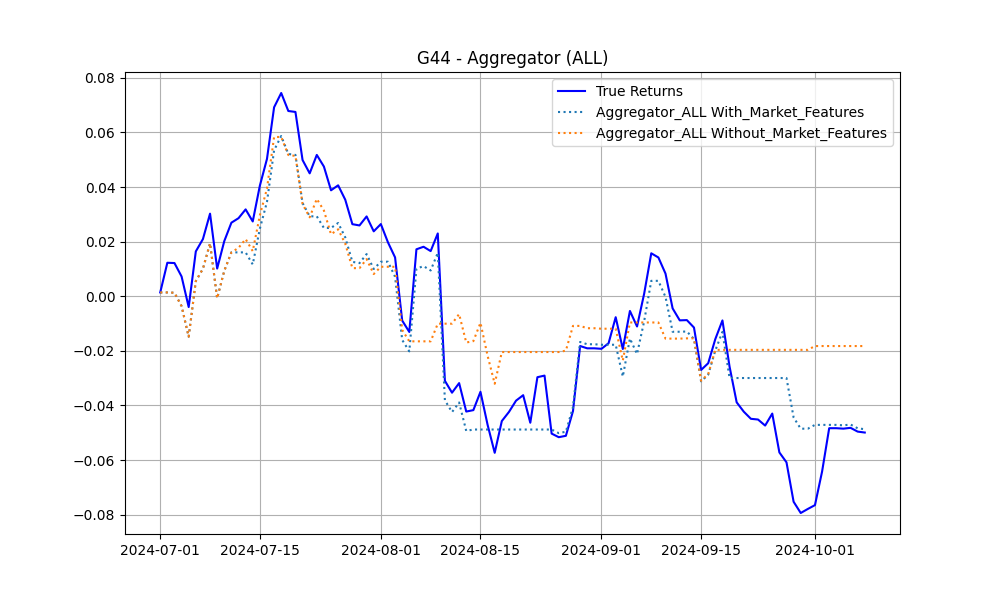 G44 - Aggregator (ALL)
True Returns
Aggregator_ALL With_Market_Features
Aggregator_ALL Without_Market_Features
0.08
0.06
0.04
0.02
0.00
−0.02
−0.04
−0.06
−0.08
2024-07-01 2024-07-15 2024-08-01 2024-08-15 2024-09-01 2024-09-15 2024-10-01